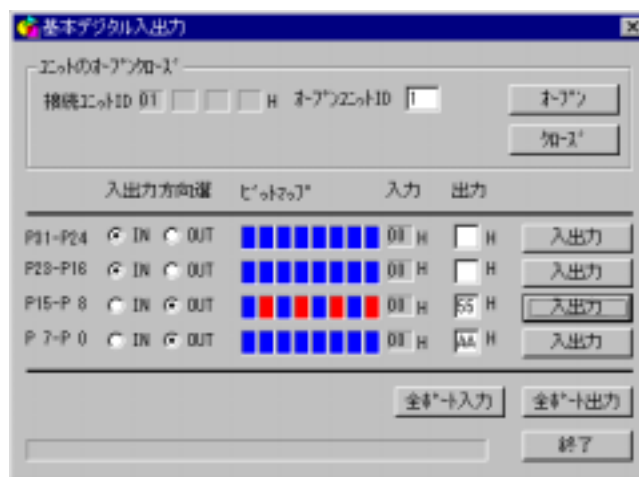 基本デジタル入出力
ユニットのオープンクローズ
接続ユニットID 01 H オープンユニットID 1 オープン
クローズ
入出力方向選 ビットマップ 入力 出力
P31-P24 IN OUT 00 H H 入出力
P23-P16 IN OUT 00 H H 入出力
P15-P 8 IN OUT 00 H 55 H 入出力
P 7-P 0 IN OUT 00 H AA H 入出力
全ポート入力 全ポート出力
終了